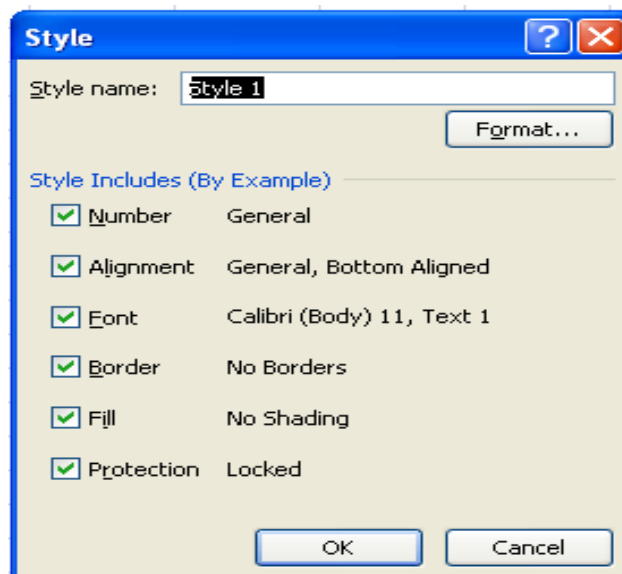 Style
Style name: Style 1
Format...
Style Includes (By Example)
Number General
Alignment General, Bottom Aligned
Font Calibri (Body) 11, Text 1
Border No Borders
Fill No Shading
Protection Locked
OK Cancel